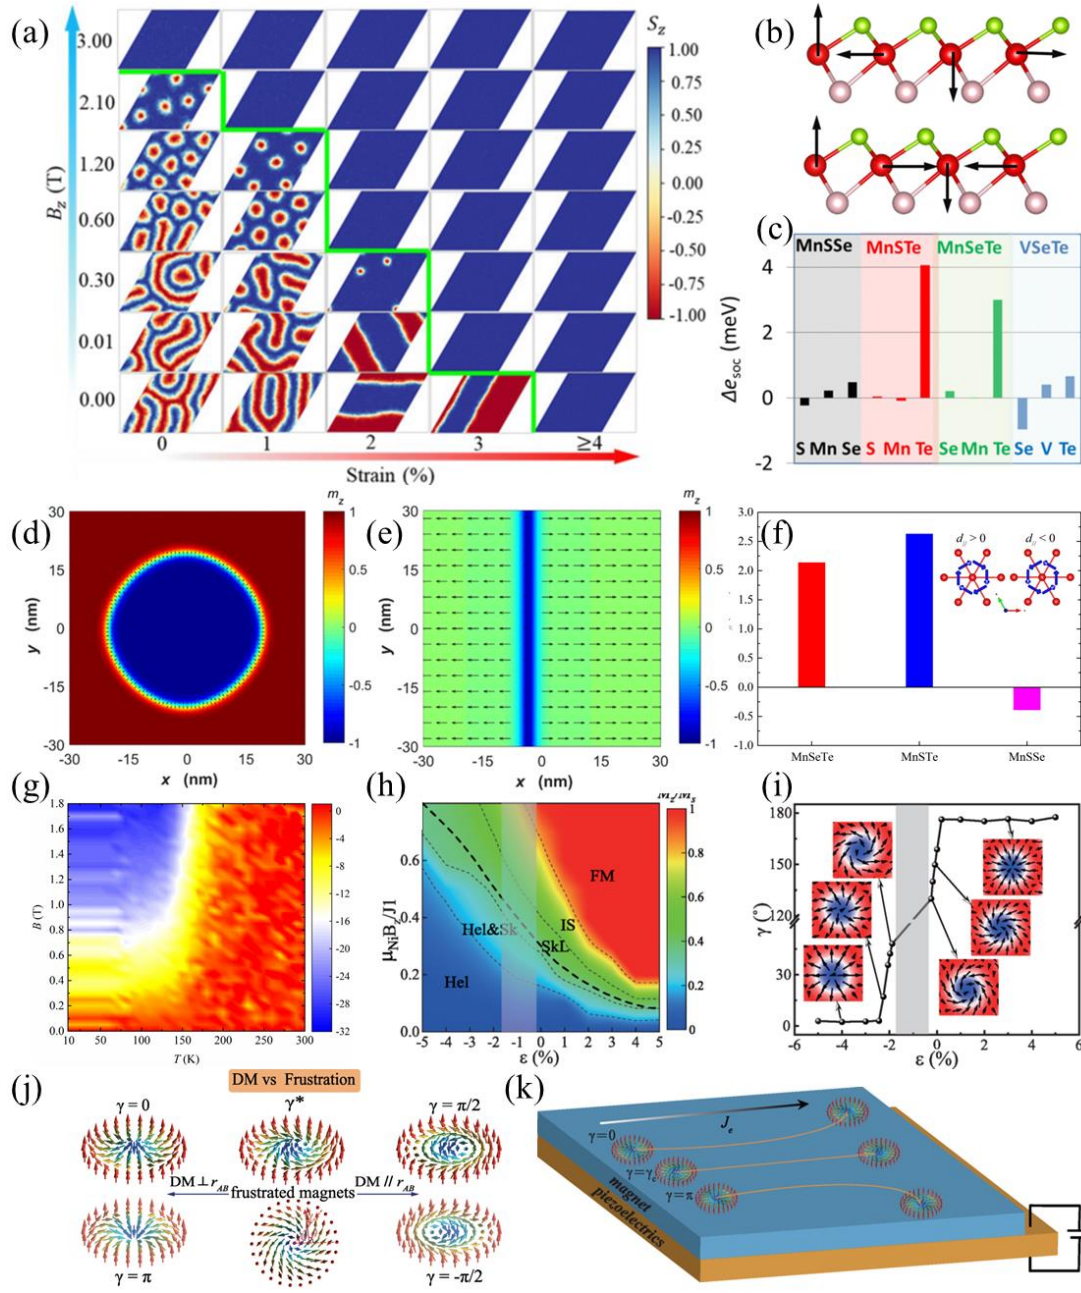 (a)
S_z
B_z (T)
3.00
2.10
1.20
0.60
0.30
0.01
0.00
1.00
0.75
0.50
0.25
0.00
-0.25
-0.50
-0.75
-1.00
0 1 2 3 ≥4
Strain (%)
(b)
(c)
MnSSe MnSTe MnSeTe VSeTe
Δe_soc (meV)
4
2
0
-2
S Mn Se S Mn Te Se Mn Te Se V Te
(d)
m_z
y (nm)
30
15
0
-15
-30
-30 -15 0 15 30
x (nm)
1
0.5
0
-0.5
-1
(e)
m_z
y (nm)
30
15
0
-15
-30
-30 -15 0 15 30
x (nm)
1
0.5
0
-0.5
-1
(f)
3.0
2.5
2.0
1.5
1.0
0.5
0.0
-0.5
-1.0
d_// > 0 d_// < 0
MnSeTe MnSTe MnSSe
(g)
B (T)
1.8
1.6
1.4
1.2
1.0
0.8
0.6
0.4
0.2
0.0
10 50 100 150 200 250 300
T (K)
0
-4
-8
-12
-16
-20
-24
-28
-32
(h)
μ_NiB_z/J1
0.6
0.4
0.2
0.0
FM
IS
Hel&Sk
SkL
Hel
-5 -4 -3 -2 -1 0 1 2 3 4 5
ε (%)
1
0.8
0.6
0.4
0.2
0
(i)
γ (°)
180
150
120
60
30
0
-6 -4 -2 0 2 4 6
ε (%)
(j)
DM vs Frustration
γ = 0 γ* γ = π/2
DM ⊥ r_AB frustrated magnets DM // r_AB
γ = π γ = -π/2
(k)
J_e
γ=0
γ=γ_c
γ=π
magnet
piezoelectrics